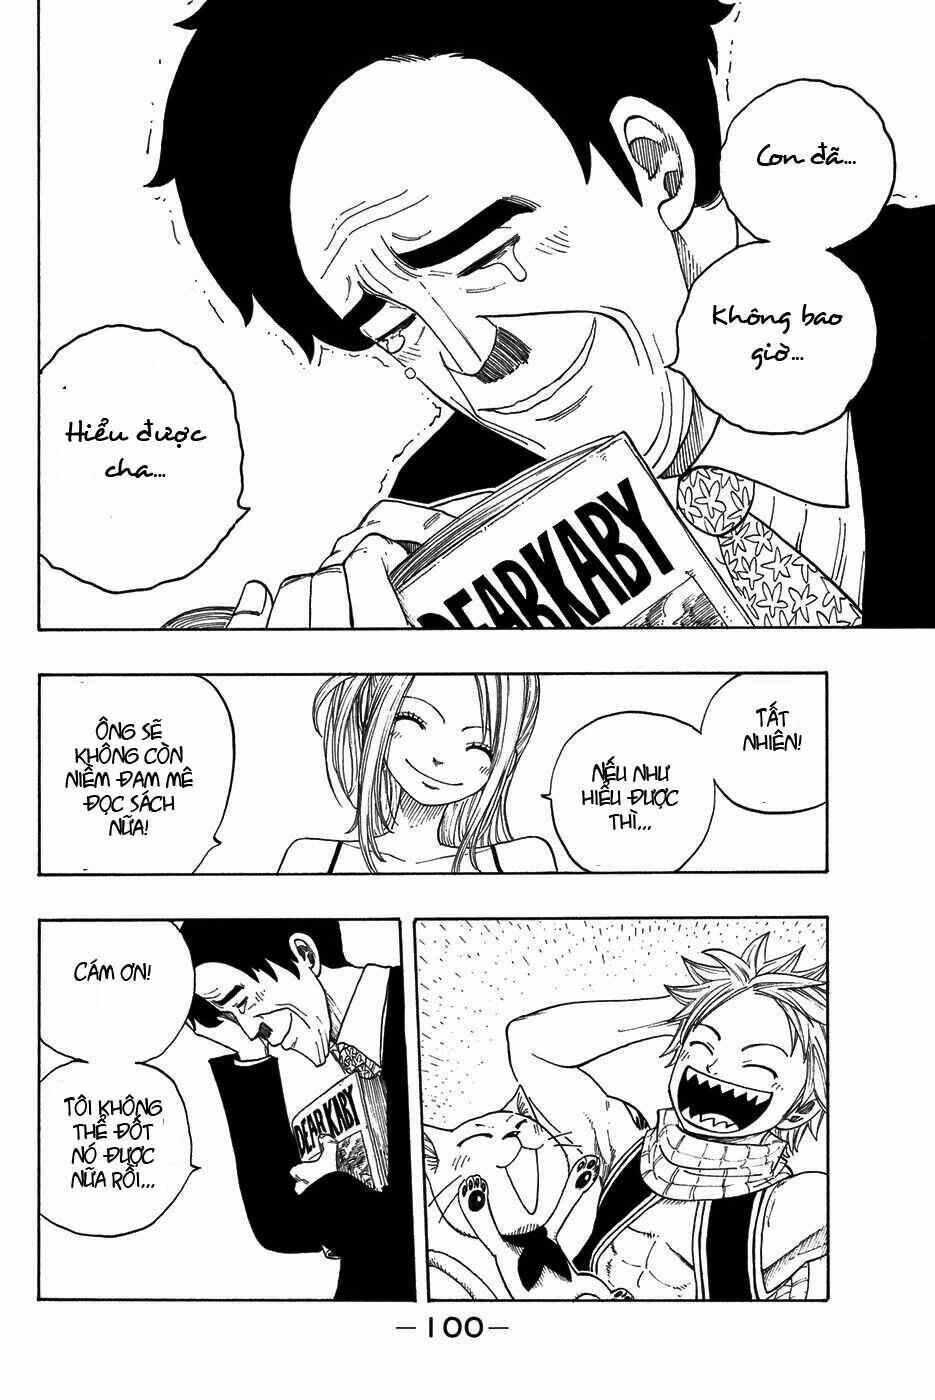 Con đã...
Không bao
giờ...
Hiểu được
cha...
DEAR KABY
TẤT
NHIÊN!
NẾU NHƯ
HIỂU ĐƯỢC
THÌ...
ÔNG SẼ
KHÔNG CÒN
NIỀM ĐAM MÊ
ĐỌC SÁCH
NỮA!
CÁM ƠN!
TÔI KHÔNG
THỂ ĐỐT
NÓ ĐƯỢC
NỮA RỒI...
DEAR KABY
—100—